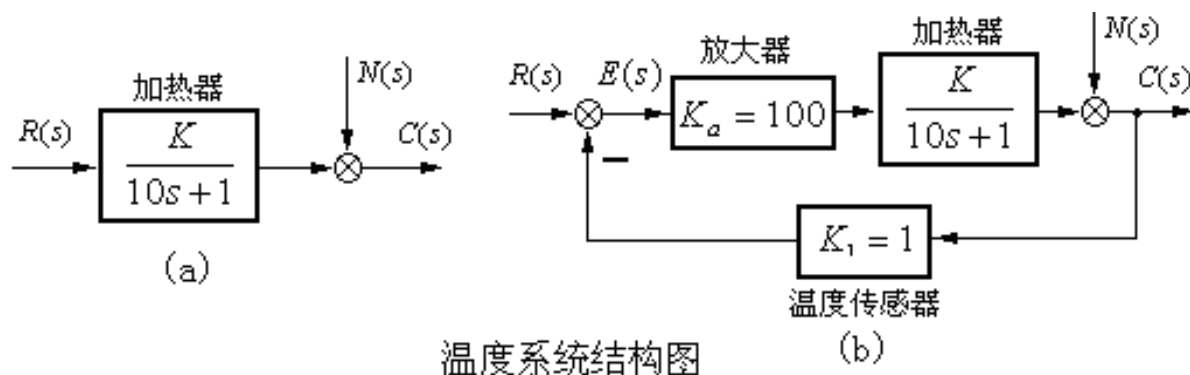 加热器
R(s)
K
10s+1
N(s)
C(s)
(a)
R(s)
E(s)
放大器
K_a = 100
加热器
K
10s+1
N(s)
C(s)
−
K_1 = 1
温度传感器
(b)
温度系统结构图